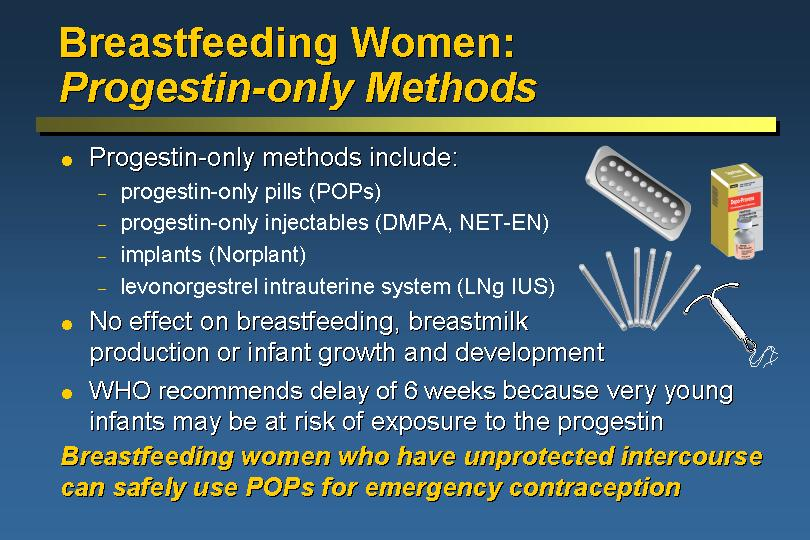 Breastfeeding Women:
Progestin-only Methods
Progestin-only methods include:
– progestin-only pills (POPs)
– progestin-only injectables (DMPA, NET-EN)
– implants (Norplant)
– levonorgestrel intrauterine system (LNg IUS)
No effect on breastfeeding, breastmilk
production or infant growth and development
WHO recommends delay of 6 weeks because very young
infants may be at risk of exposure to the progestin
Breastfeeding women who have unprotected intercourse
can safely use POPs for emergency contraception
Depo-Provera